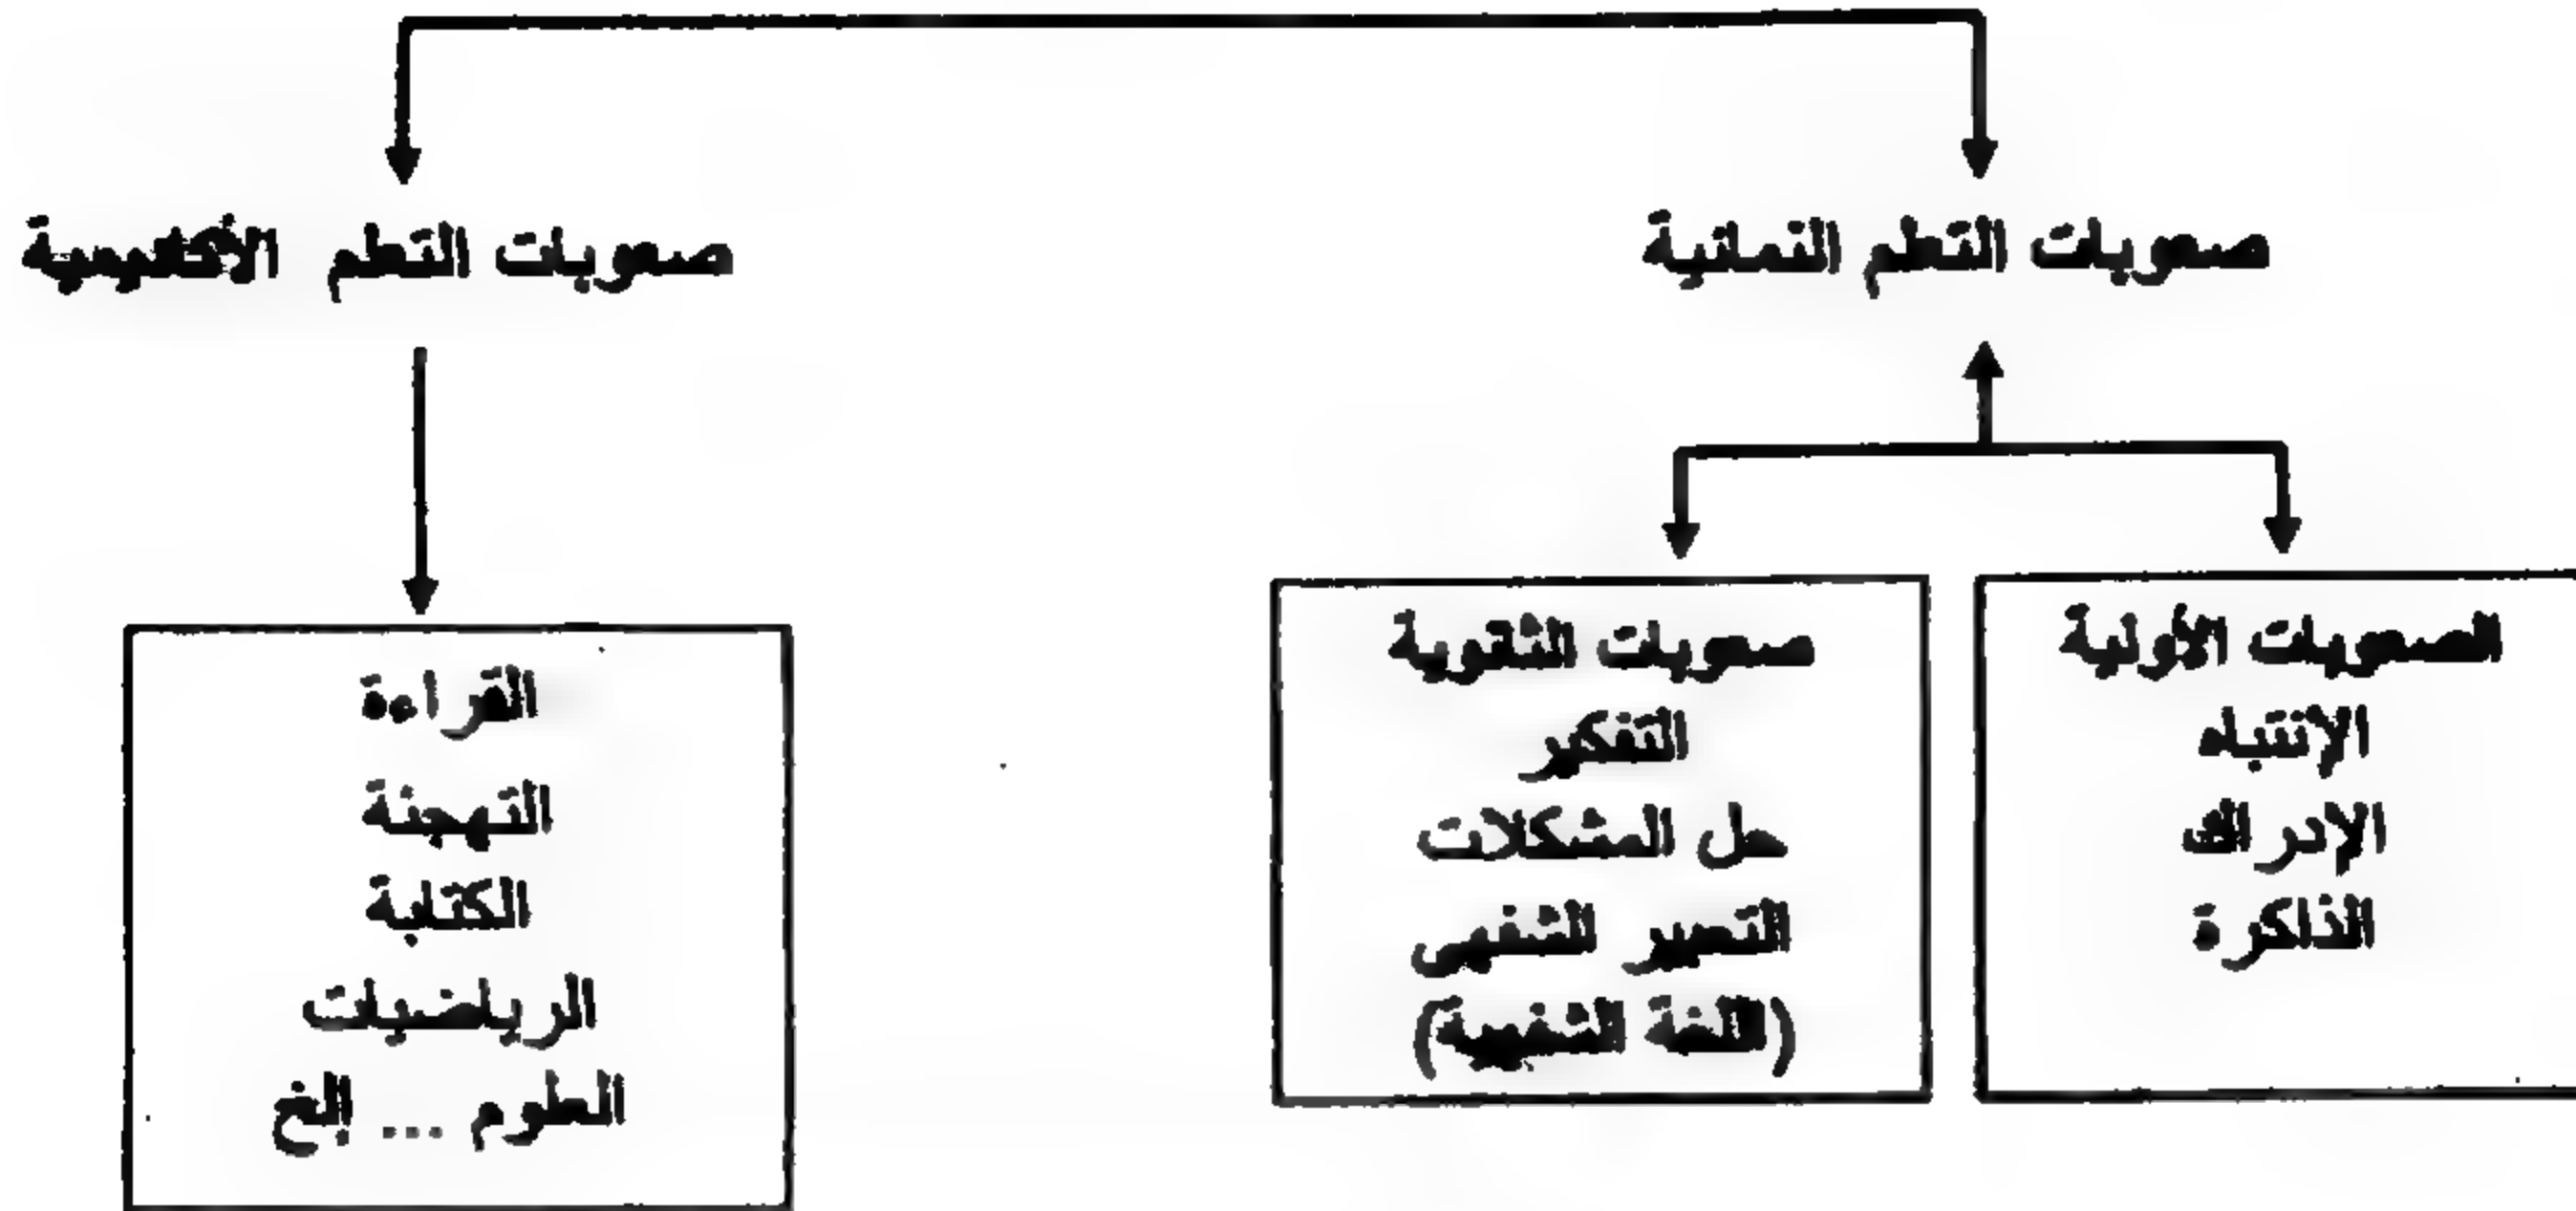 صعوبات التعلم النمائية
صعوبات التعلم الأكاديمية
الصعوبات الأولية
الإنتباه
الإدراك
الذاكرة
صعوبات الثانوية
التفكير
حل المشكلات
التعبير الشفهى
(اللغة الشفهية)
القراءة
التهجئة
الكتابة
الرياضيات
العلوم ... إلخ